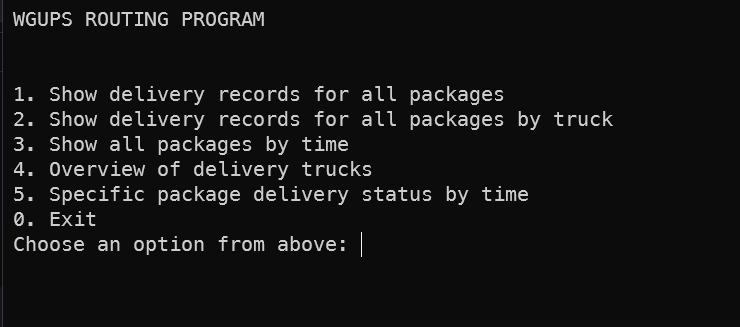 WGUPS ROUTING PROGRAM
1. Show delivery records for all packages
2. Show delivery records for all packages by truck
3. Show all packages by time
4. Overview of delivery trucks
5. Specific package delivery status by time
0. Exit
Choose an option from above: